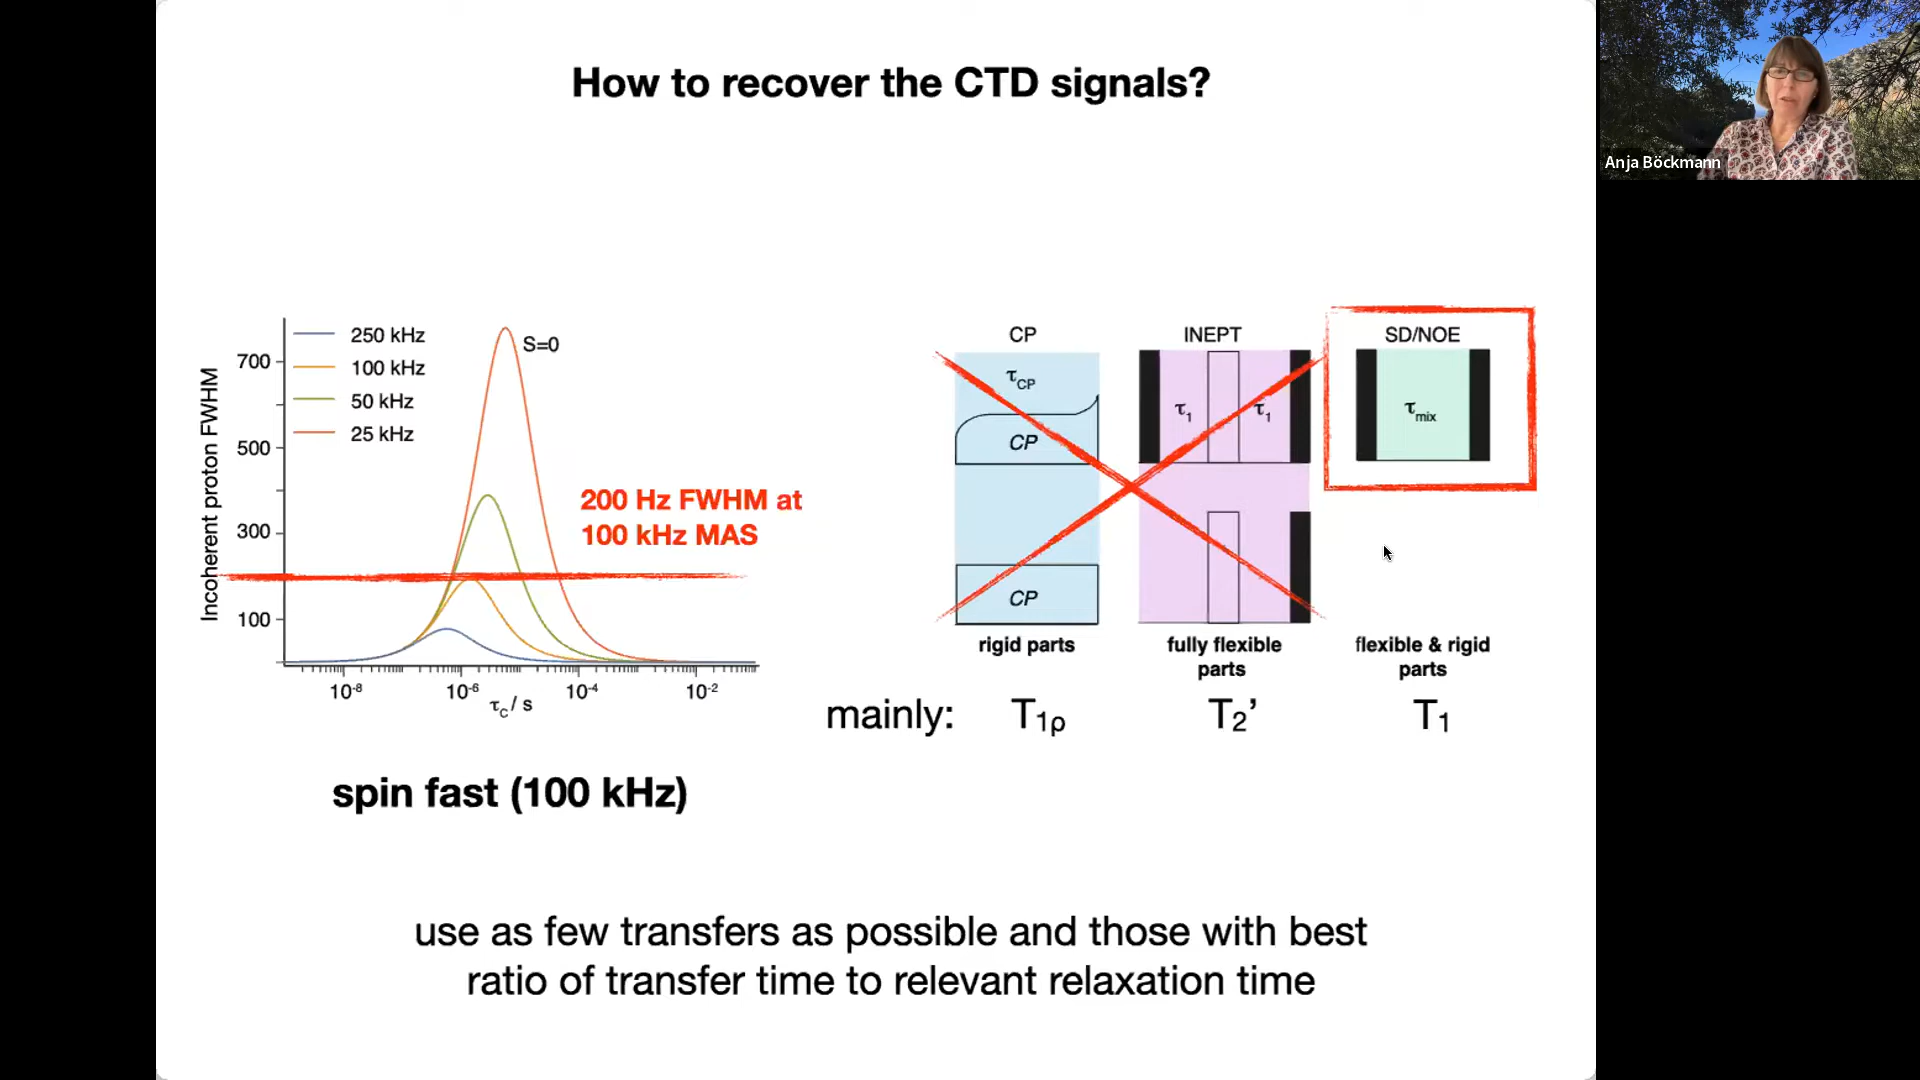 How to recover the CTD signals?
Anja Böckmann
250 kHz
100 kHz
50 kHz
25 kHz
S=0
Incoherent proton FWHM
700
500
300
100
10⁻⁸
10⁻⁶
10⁻⁴
10⁻²
τc / s
200 Hz FWHM at
100 kHz MAS
spin fast (100 kHz)
CP
τCP
CP
CP
rigid parts
INEPT
τ₁
τ₁
fully flexible
parts
SD/NOE
τmix
flexible & rigid
parts
mainly:
T₁ρ
T₂’
T₁
use as few transfers as possible and those with best
ratio of transfer time to relevant relaxation time